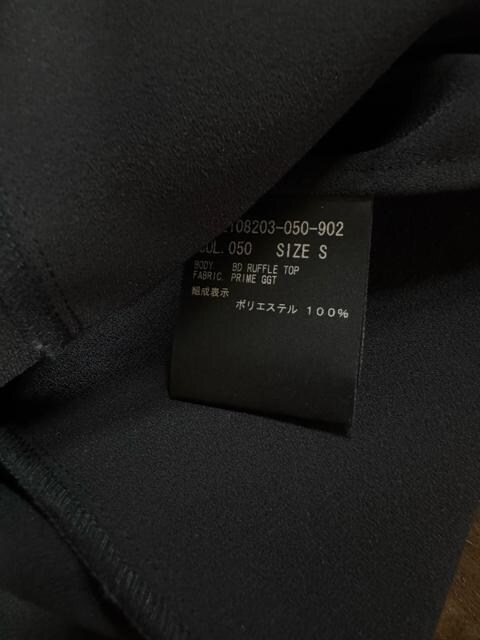 108203-050-902
COL. 050 SIZE S
BODY. BD RUFFLE TOP
FABRIC. PRIME GGT
組成表示
ポリエステル 100%